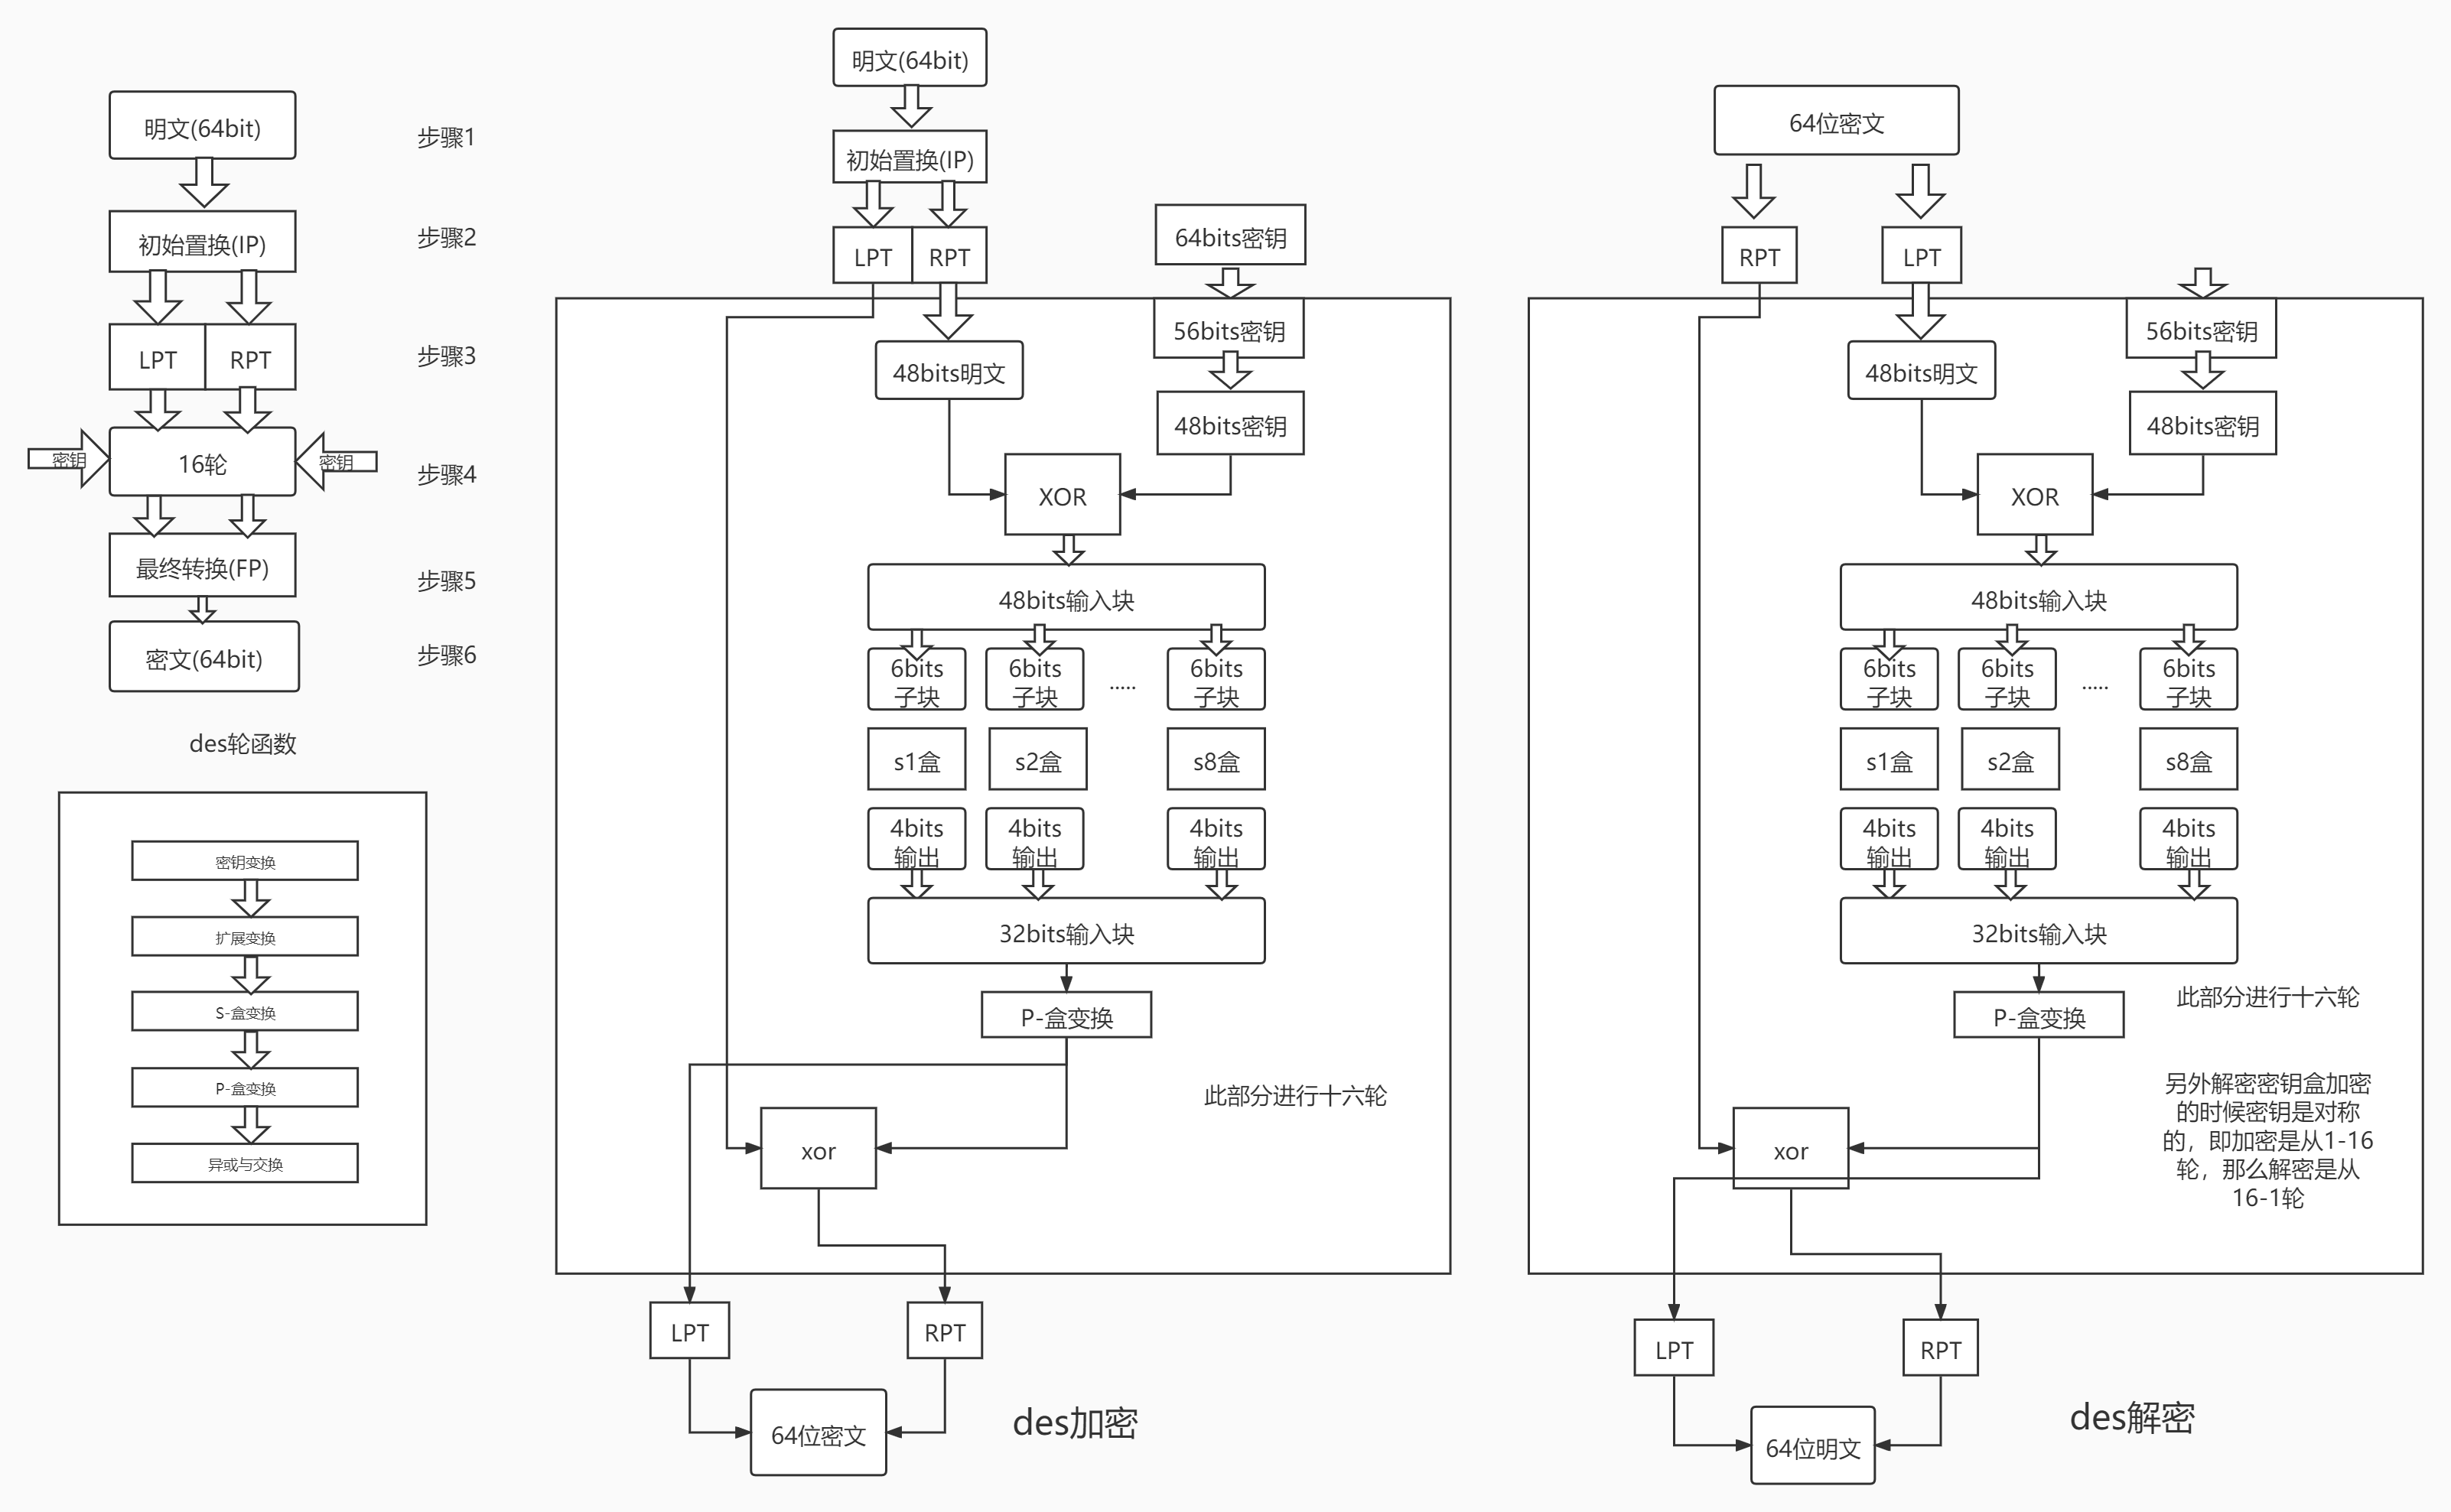 明文(64bit)
步骤1
初始置换(IP)
步骤2
LPT
RPT
步骤3
密钥
16轮
密钥
步骤4
最终转换(FP)
步骤5
密文(64bit)
步骤6
des轮函数
密钥变换
扩展变换
S-盒变换
P-盒变换
异或与交换
明文(64bit)
初始置换(IP)
LPT
RPT
64bits密钥
56bits密钥
48bits明文
48bits密钥
XOR
48bits输入块
6bits
子块
6bits
子块
.....
6bits
子块
s1盒
s2盒
s8盒
4bits
输出
4bits
输出
4bits
输出
32bits输入块
P-盒变换
此部分进行十六轮
xor
LPT
RPT
64位密文
des加密
64位密文
RPT
LPT
56bits密钥
48bits明文
48bits密钥
XOR
48bits输入块
6bits
子块
6bits
子块
.....
6bits
子块
s1盒
s2盒
s8盒
4bits
输出
4bits
输出
4bits
输出
32bits输入块
P-盒变换
此部分进行十六轮
另外解密密钥盒加密
的时候密钥是对称
的，即加密是从1-16
轮，那么解密是从
16-1轮
xor
LPT
RPT
64位明文
des解密